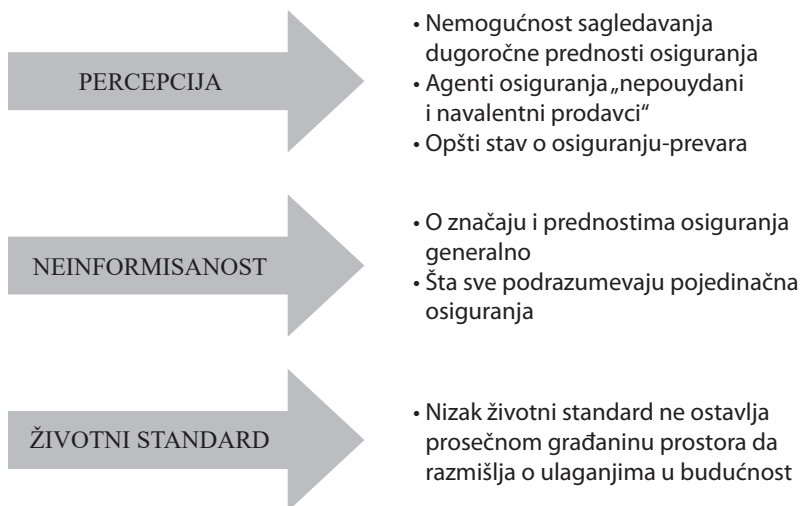 PERCEPCIJA
• Nemogućnost sagledavanja
dugoročne prednosti osiguranja
• Agenti osiguranja „nepouydani
i navalentni prodavci“
• Opšti stav o osiguranju-prevara
NEINFORMISANOST
• O značaju i prednostima osiguranja
generalno
• Šta sve podrazumevaju pojedinačna
osiguranja
ŽIVOTNI STANDARD
• Nizak životni standard ne ostavlja
prosečnom građaninu prostora da
razmišlja o ulaganjima u budućnost